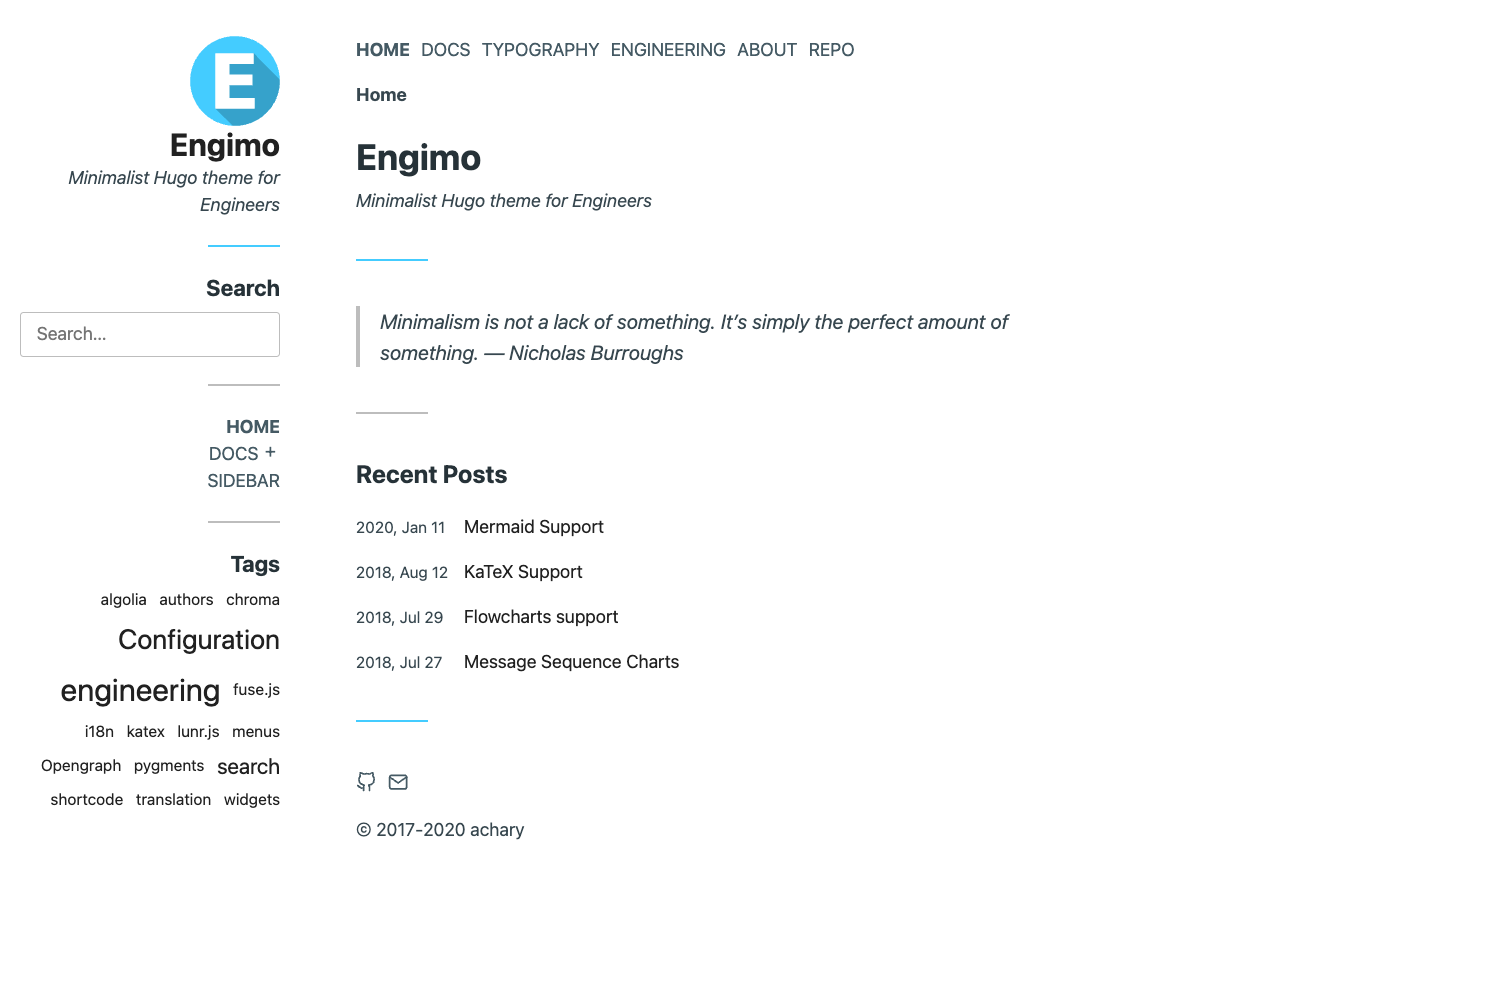 E
Engimo
Minimalist Hugo theme for
Engineers
Search
Search...
HOME
DOCS +
SIDEBAR
Tags
algolia authors chroma
Configuration
engineering fuse.js
i18n katex lunr.js menus
Opengraph pygments search
shortcode translation widgets
HOME DOCS TYPOGRAPHY ENGINEERING ABOUT REPO
Home
Engimo
Minimalist Hugo theme for Engineers
Minimalism is not a lack of something. It’s simply the perfect amount of
something. — Nicholas Burroughs
Recent Posts
2020, Jan 11 Mermaid Support
2018, Aug 12 KaTeX Support
2018, Jul 29 Flowcharts support
2018, Jul 27 Message Sequence Charts
© 2017-2020 achary